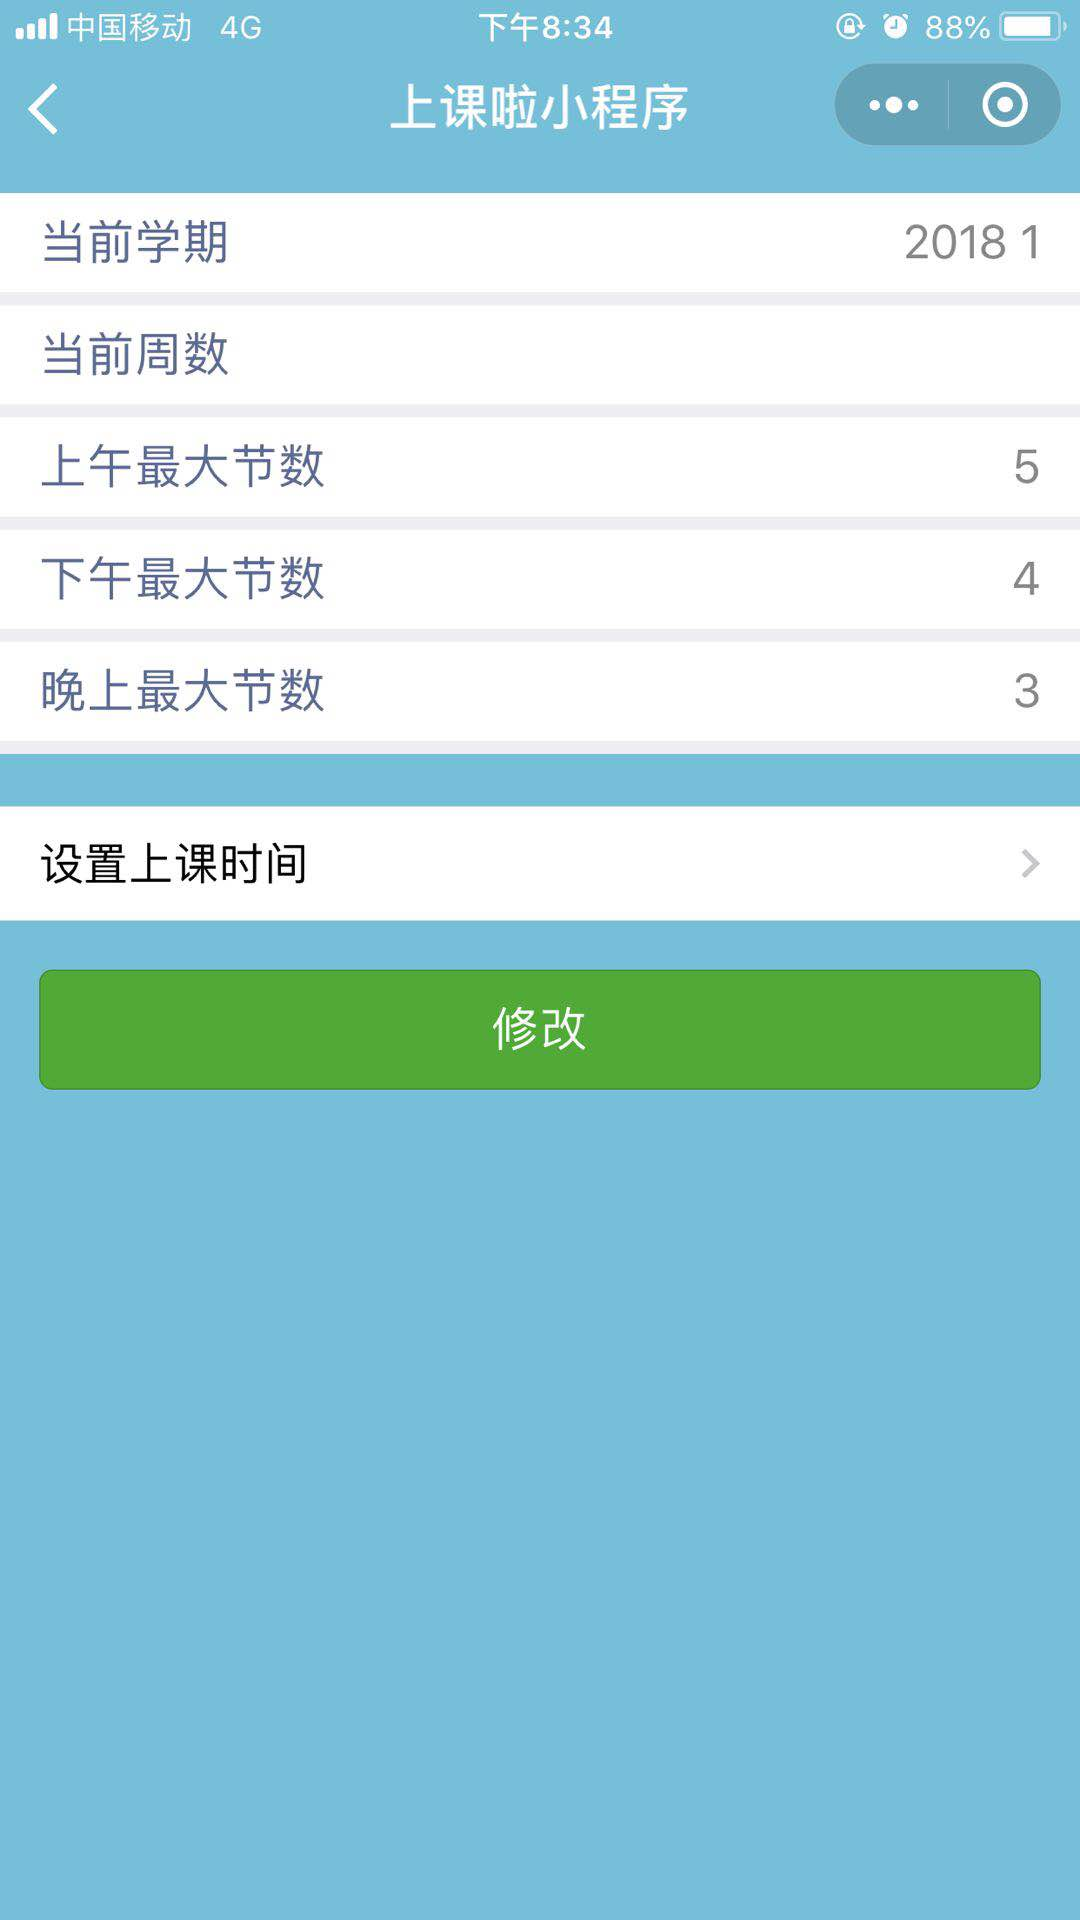 中国移动 4G 下午8:34 88%
上课啦小程序
当前学期 2018 1
当前周数
上午最大节数 5
下午最大节数 4
晚上最大节数 3
设置上课时间
修改